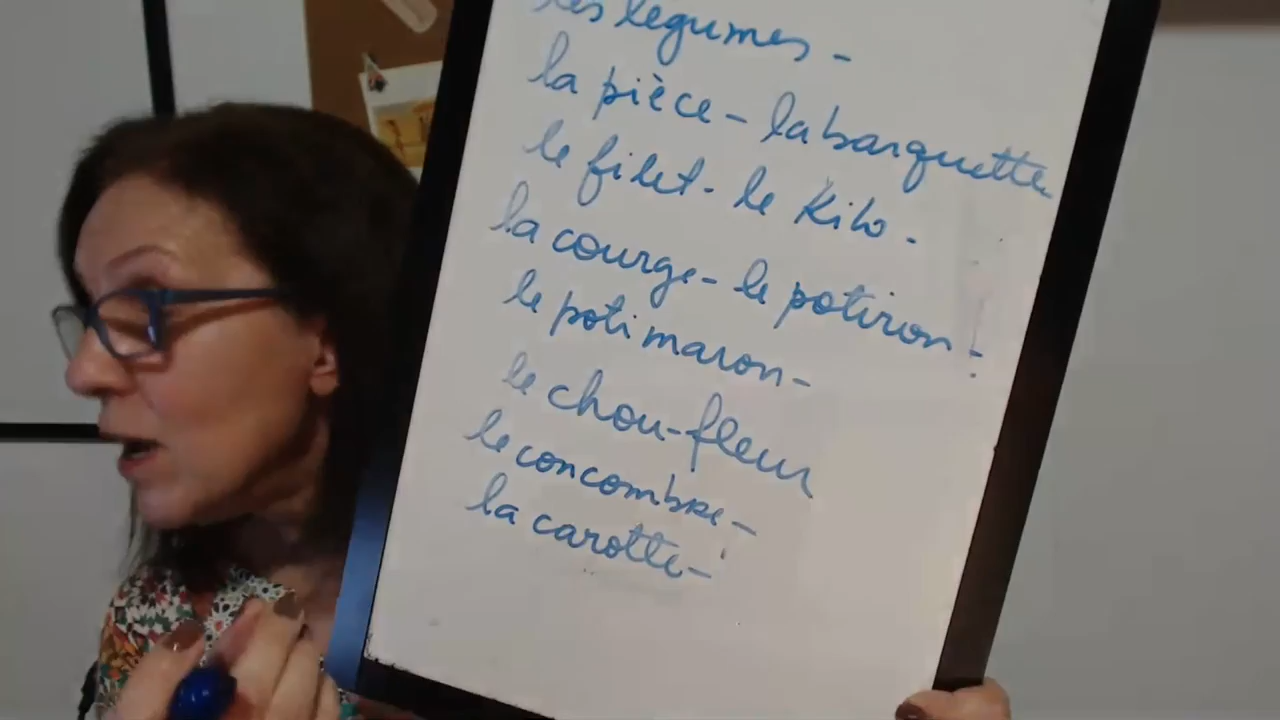 les légumes -
la pièce - la barquette
le filet - le Kilo.
la courge - le potiron -
le potimaron -
le chou-fleur
le concombre -
la carotte -